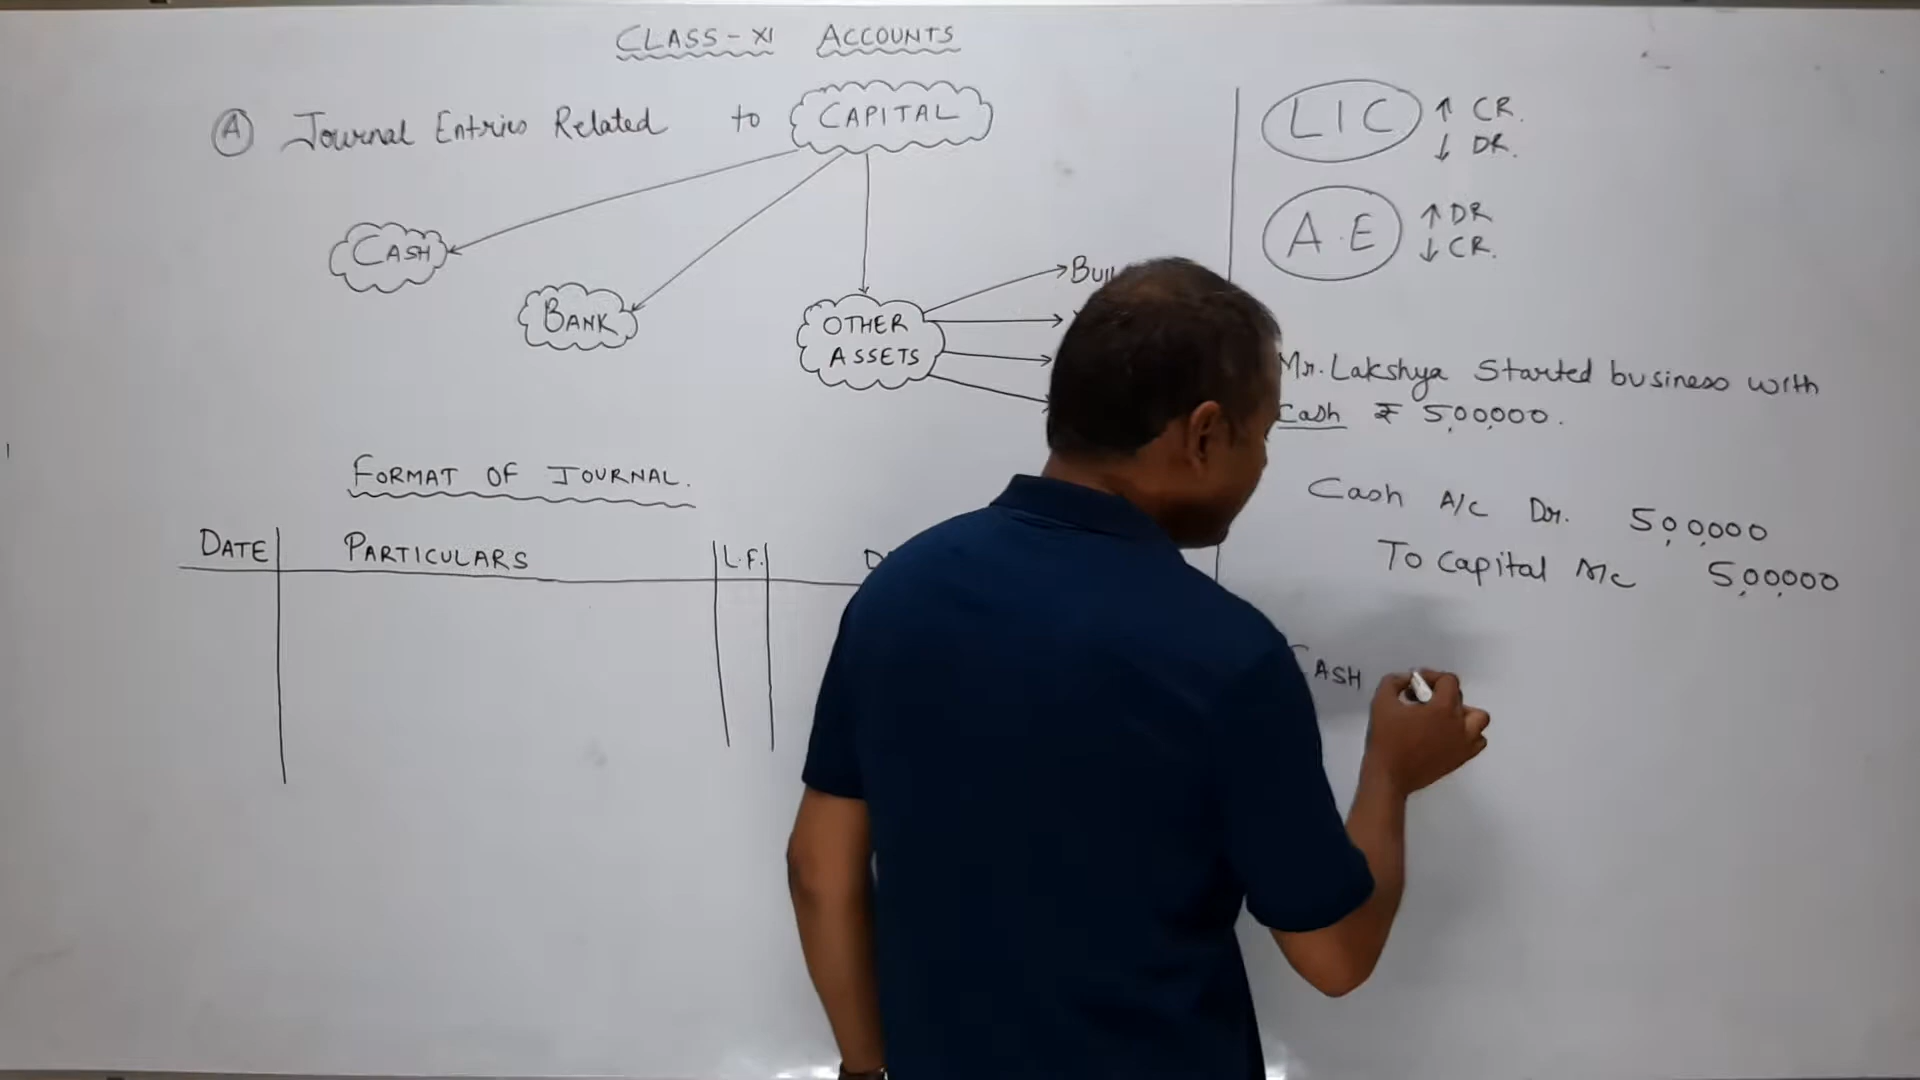 CLASS-XI ACCOUNTS
A Journal Entries Related to CAPITAL
CASH
BANK
OTHER
ASSETS
FORMAT OF JOURNAL.
DATE PARTICULARS L.F.
LIC ↑ CR.
↓ DR.
A.E ↑ DR
↓ CR.
Mr. Lakshya Started business with
Cash ₹ 5,00,000.
Cash A/c Dr. 5,00,000
To Capital A/c 5,00,000
CASH